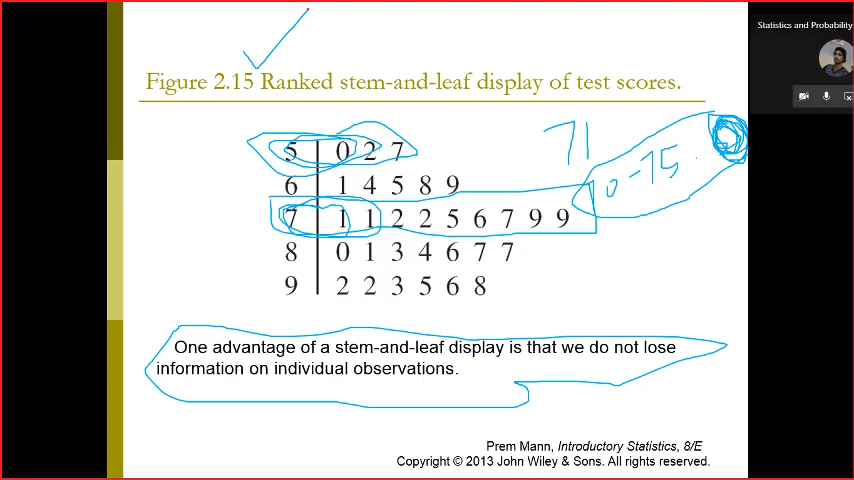 Statistics and Probability
Figure 2.15 Ranked stem-and-leaf display of test scores.
71
5 | 0 2 7
0-75
6 | 1 4 5 8 9
7 | 1 1 2 2 5 6 7 9 9
8 | 0 1 3 4 6 7 7
9 | 2 2 3 5 6 8
One advantage of a stem-and-leaf display is that we do not lose
information on individual observations.
Prem Mann, Introductory Statistics, 8/E
Copyright © 2013 John Wiley & Sons. All rights reserved.